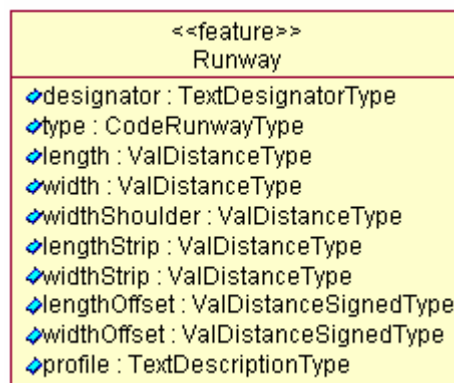 <<feature>>
Runway
designator : TextDesignatorType
type : CodeRunwayType
length : ValDistanceType
width : ValDistanceType
widthShoulder : ValDistanceType
lengthStrip : ValDistanceType
widthStrip : ValDistanceType
lengthOffset : ValDistanceSignedType
widthOffset : ValDistanceSignedType
profile : TextDescriptionType